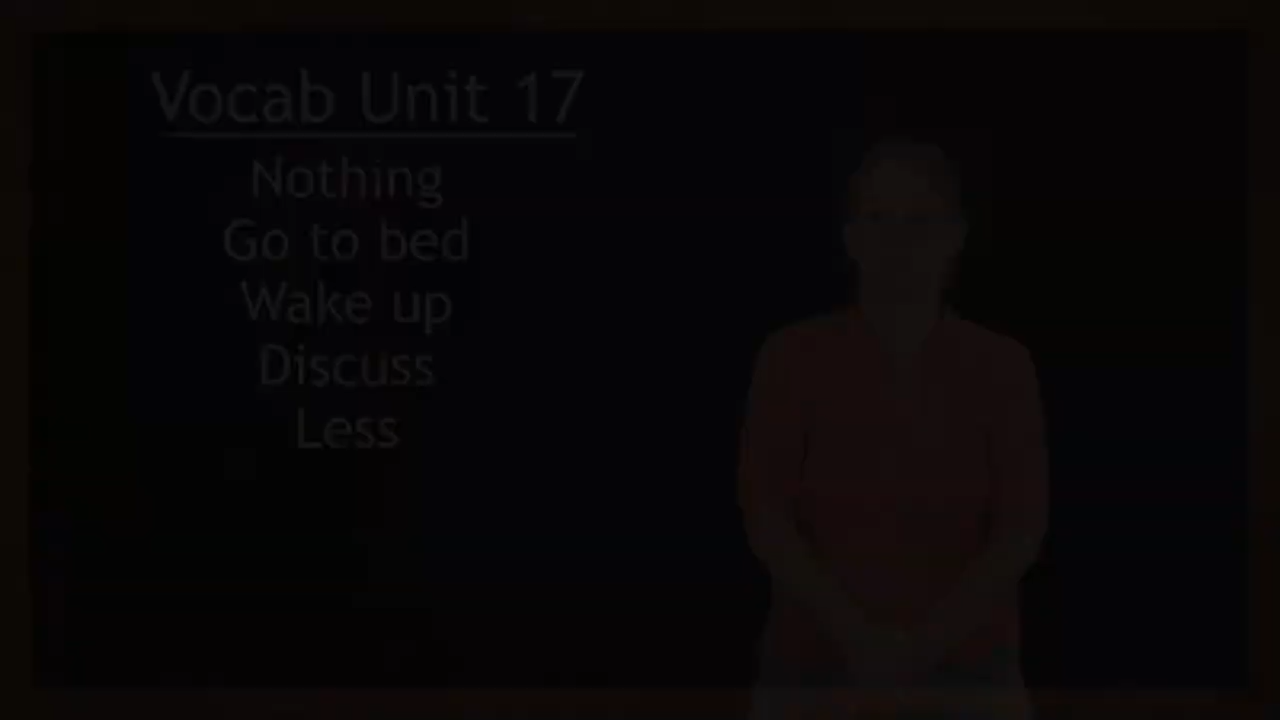 Vocab Unit 17
Nothing
Go to bed
Wake up
Discuss
Less